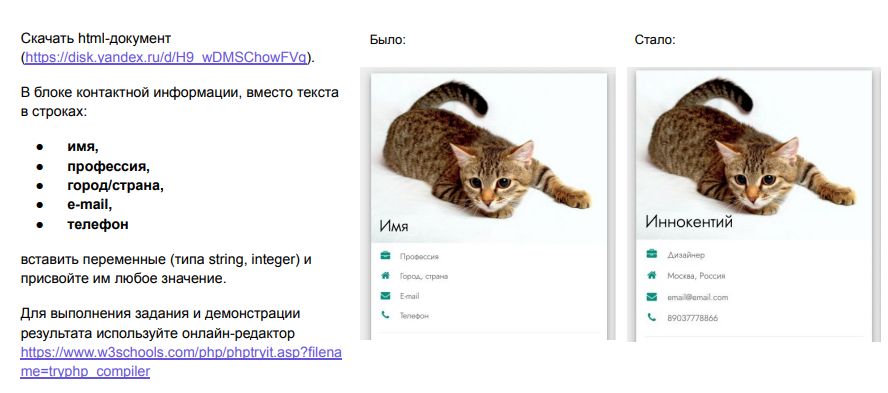 Скачать html-документ
(https://disk.yandex.ru/d/H9_wDMSChowFVg).
В блоке контактной информации, вместо текста
в строках:
● имя,
● профессия,
● город/страна,
● e-mail,
● телефон
вставить переменные (типа string, integer) и
присвойте им любое значение.
Для выполнения задания и демонстрации
результата используйте онлайн-редактор
https://www.w3schools.com/php/phptryit.asp?filena
me=tryphp_compiler
Было:
Имя
Профессия
Город, страна
E-mail
Телефон
Стало:
Иннокентий
Дизайнер
Москва, Россия
email@email.com
89037778866